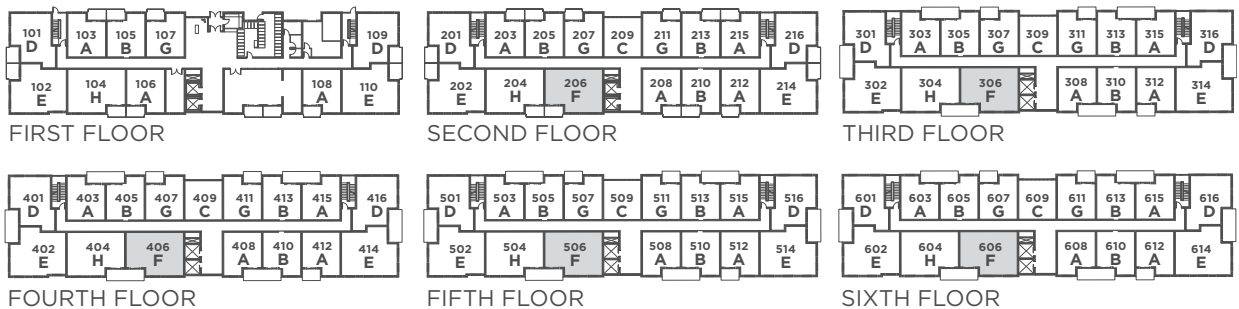 101 D 103 A 105 B 107 G 109 D
102 E 104 H 106 A 108 A 110 E
FIRST FLOOR
201 D 203 A 205 B 207 G 209 C 211 G 213 B 215 A 216 D
202 E 204 H 206 F 208 A 210 B 212 A 214 E
SECOND FLOOR
301 D 303 A 305 B 307 G 309 C 311 G 313 B 315 A 316 D
302 E 304 H 306 F 308 A 310 B 312 A 314 E
THIRD FLOOR
401 D 403 A 405 B 407 G 409 C 411 G 413 B 415 A 416 D
402 E 404 H 406 F 408 A 410 B 412 A 414 E
FOURTH FLOOR
501 D 503 A 505 B 507 G 509 C 511 G 513 B 515 A 516 D
502 E 504 H 506 F 508 A 510 B 512 A 514 E
FIFTH FLOOR
601 D 603 A 605 B 607 G 609 C 611 G 613 B 615 A 616 D
602 E 604 H 606 F 608 A 610 B 612 A 614 E
SIXTH FLOOR